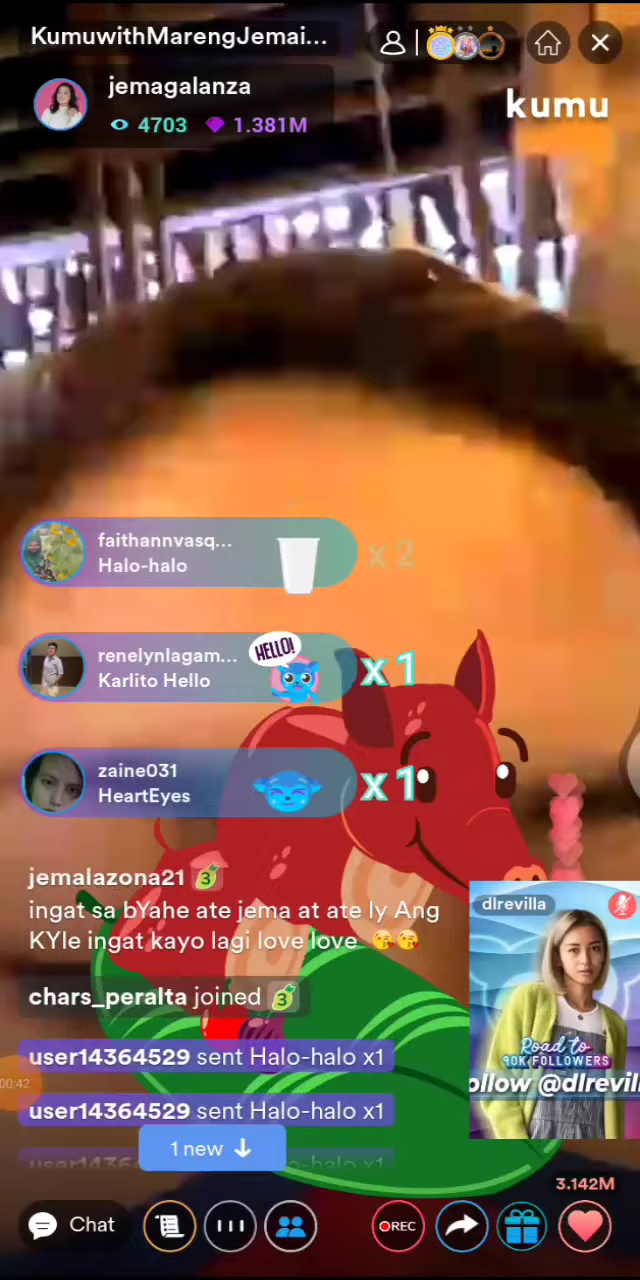 KumuwithMarengJemai...
jemagalanza
4703 1.381M
kumu
faithannvasq...
Halo-halo
x 2
HELLO!
renelynlagam...
Karlito Hello
x 1
zaine031
HeartEyes
x 1
jemalazona21 3
ingat sa bYahe ate jema at ate ly Ang
KYle ingat kayo lagi love love
chars_peralta joined 3
user14364529 sent Halo-halo x1
00:42
user14364529 sent Halo-halo x1
1 new
dlrevilla
Road to
90K FOLLOWERS
ollow @dlrevill
3.142M
Chat
REC